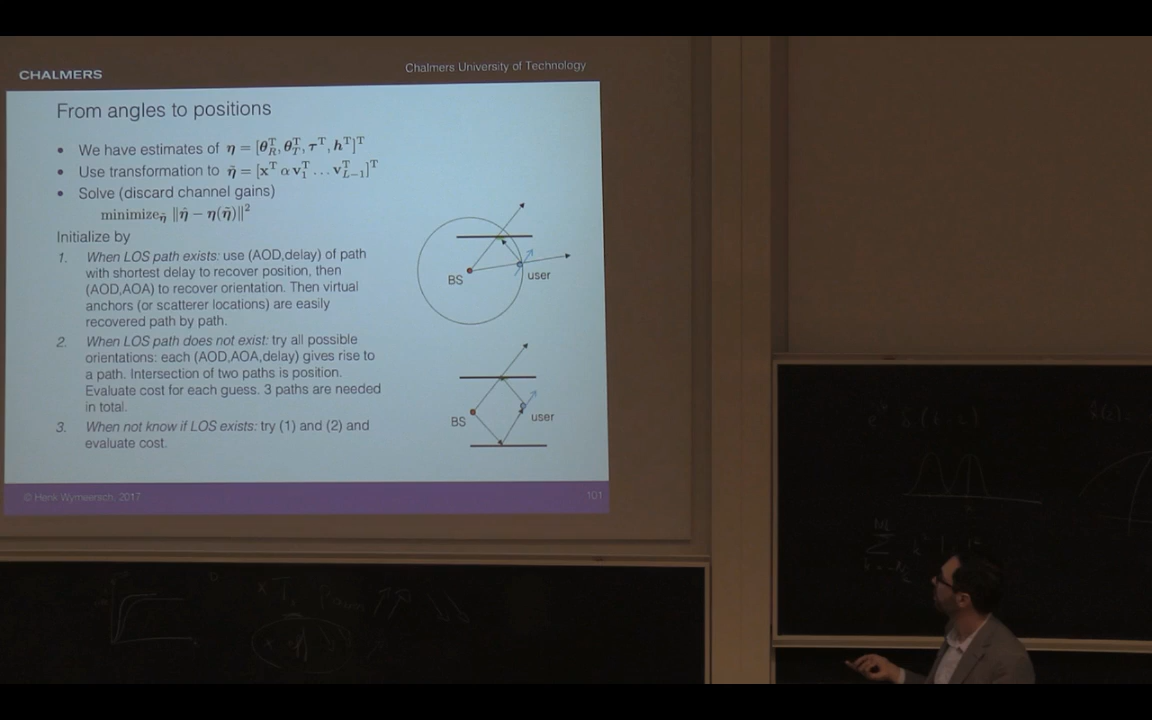 CHALMERS
Chalmers University of Technology
From angles to positions
• We have estimates of η = [θ_R^T, θ_T^T, τ^T, h^T]^T
• Use transformation to η̃ = [x^T α v_1^T … v_{L−1}^T]^T
• Solve (discard channel gains)
minimize_η̃ ‖η̂ − η(η̃)‖²
Initialize by
1. When LOS path exists: use (AOD,delay) of path
with shortest delay to recover position, then
(AOD,AOA) to recover orientation. Then virtual
anchors (or scatterer locations) are easily
recovered path by path.
BS
user
2. When LOS path does not exist: try all possible
orientations: each (AOD,AOA,delay) gives rise to
a path. Intersection of two paths is position.
Evaluate cost for each guess. 3 paths are needed
in total.
BS
user
3. When not know if LOS exists: try (1) and (2) and
evaluate cost.
© Henk Wymeersch, 2017
101